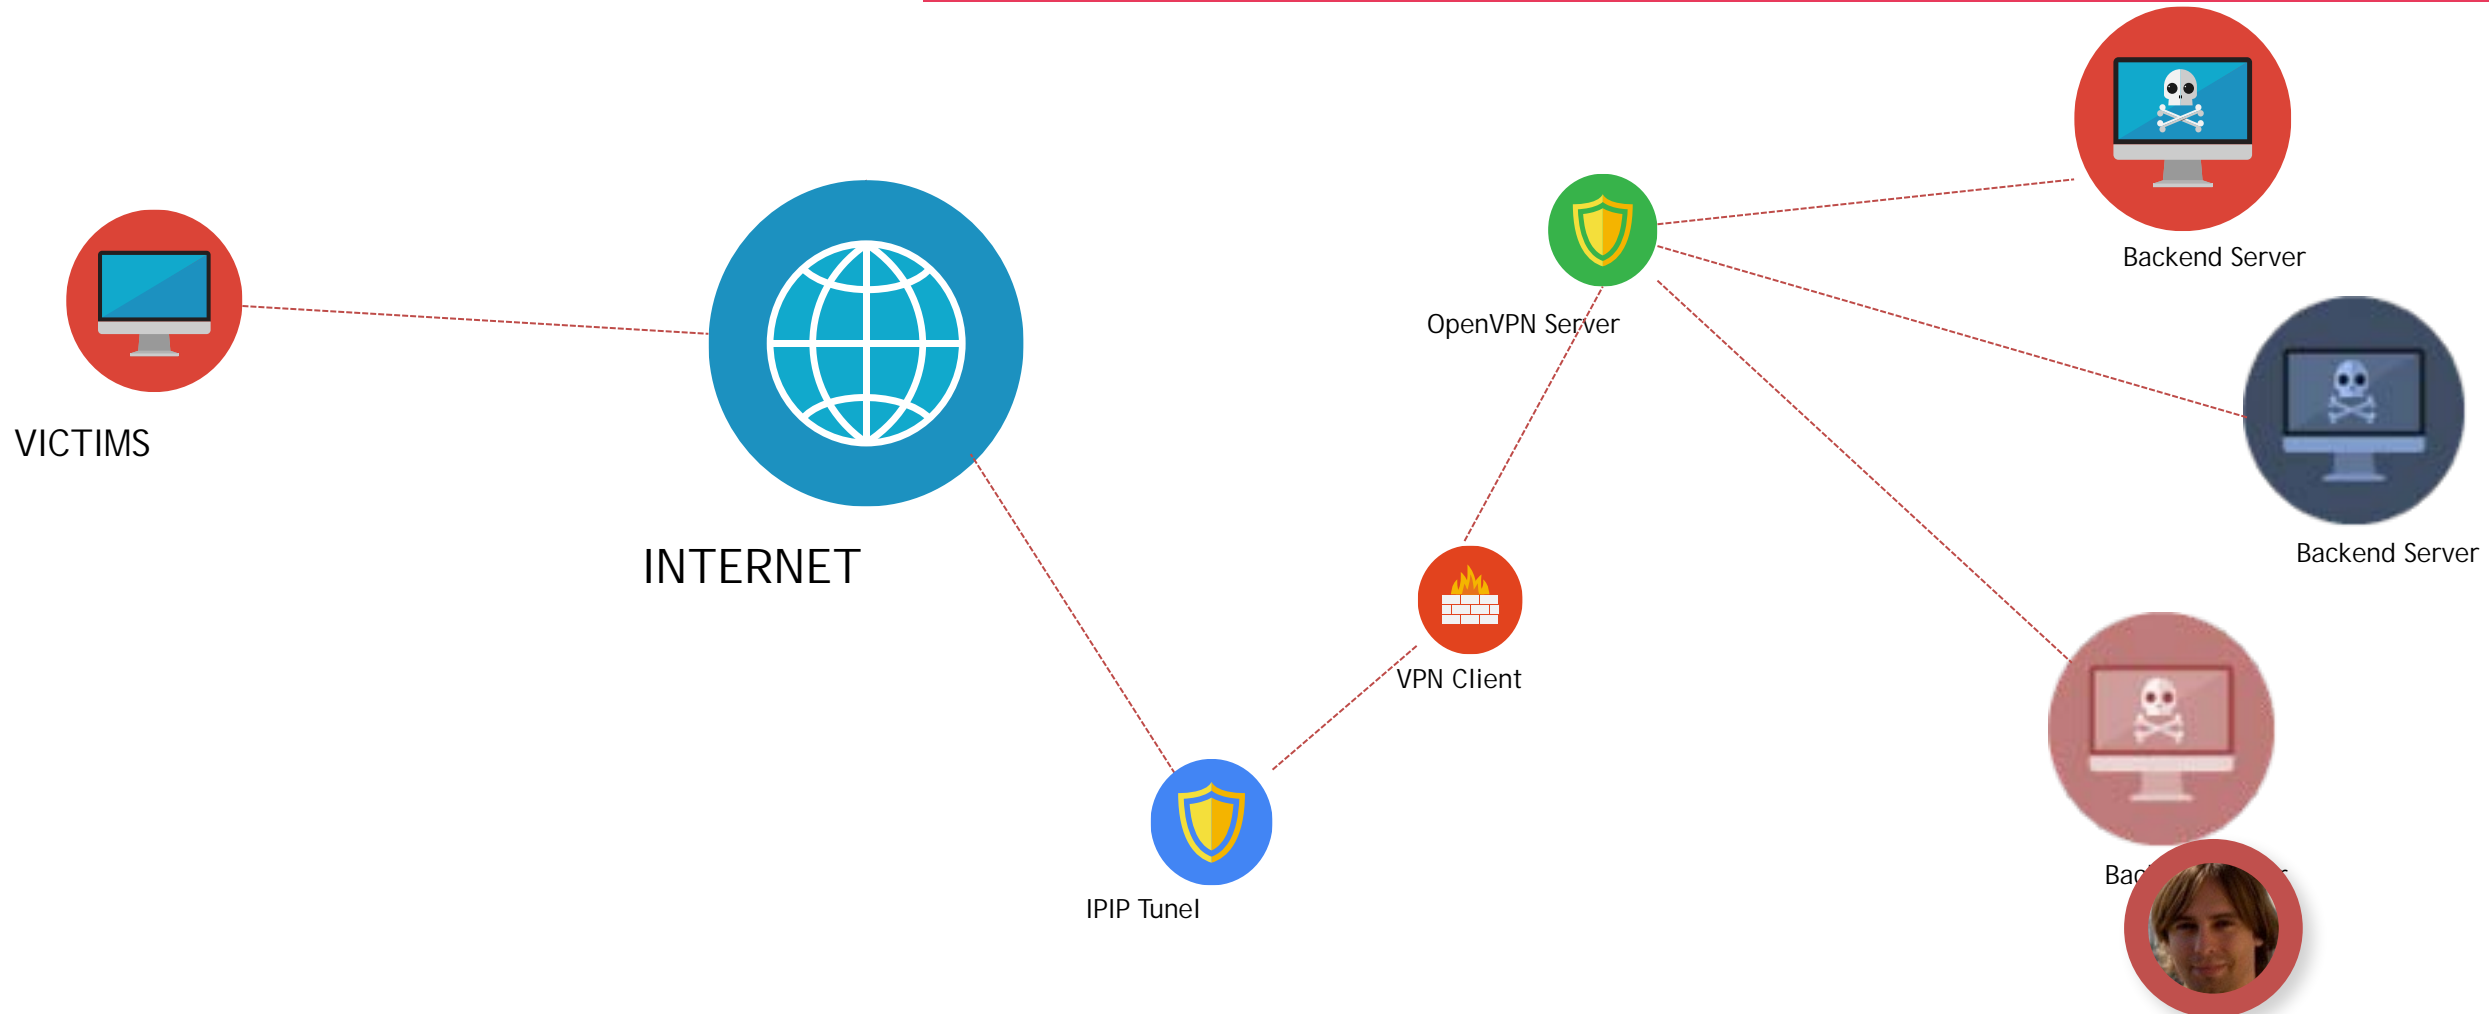 VICTIMS
INTERNET
OpenVPN Server
VPN Client
IPIP Tunel
Backend Server
Backend Server